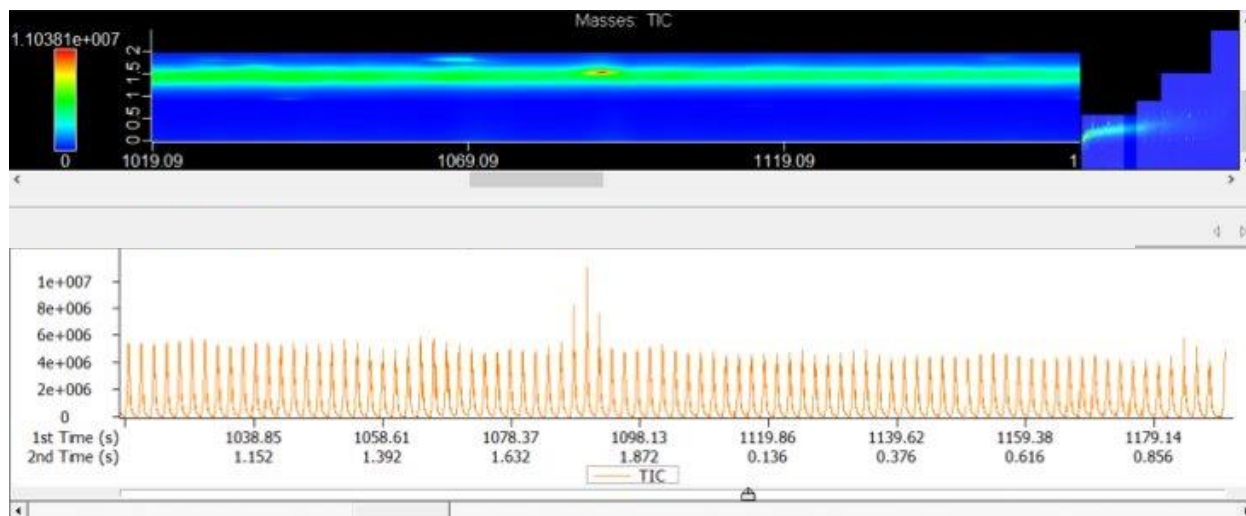 Masses: TIC
1.10381e+007
0
0 0.5 1 1.5 2
1019.09 1069.09 1119.09 1
1e+007
8e+006
6e+006
4e+006
2e+006
0
1st Time (s) 1038.85 1058.61 1078.37 1098.13 1119.86 1139.62 1159.38 1179.14
2nd Time (s) 1.152 1.392 1.632 1.872 0.136 0.376 0.616 0.856
TIC